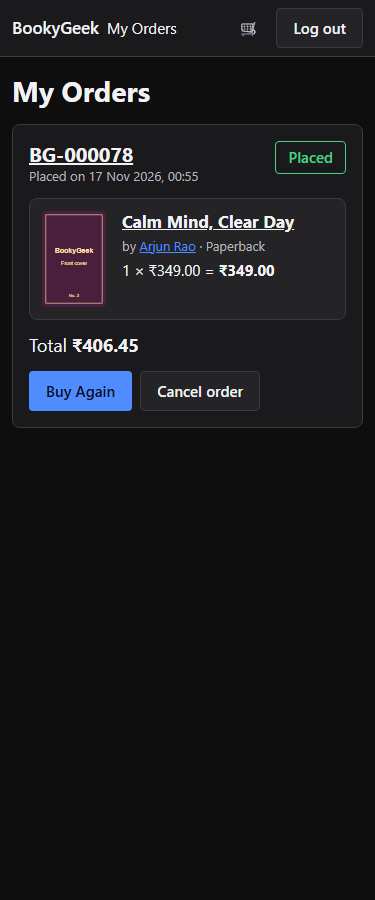 BookyGeek My Orders Log out
My Orders
BG-000078 Placed
Placed on 17 Nov 2026, 00:55
BookyGeek
Front cover
No. 3
Calm Mind, Clear Day
by Arjun Rao · Paperback
1 × ₹349.00 = ₹349.00
Total ₹406.45
Buy Again Cancel order